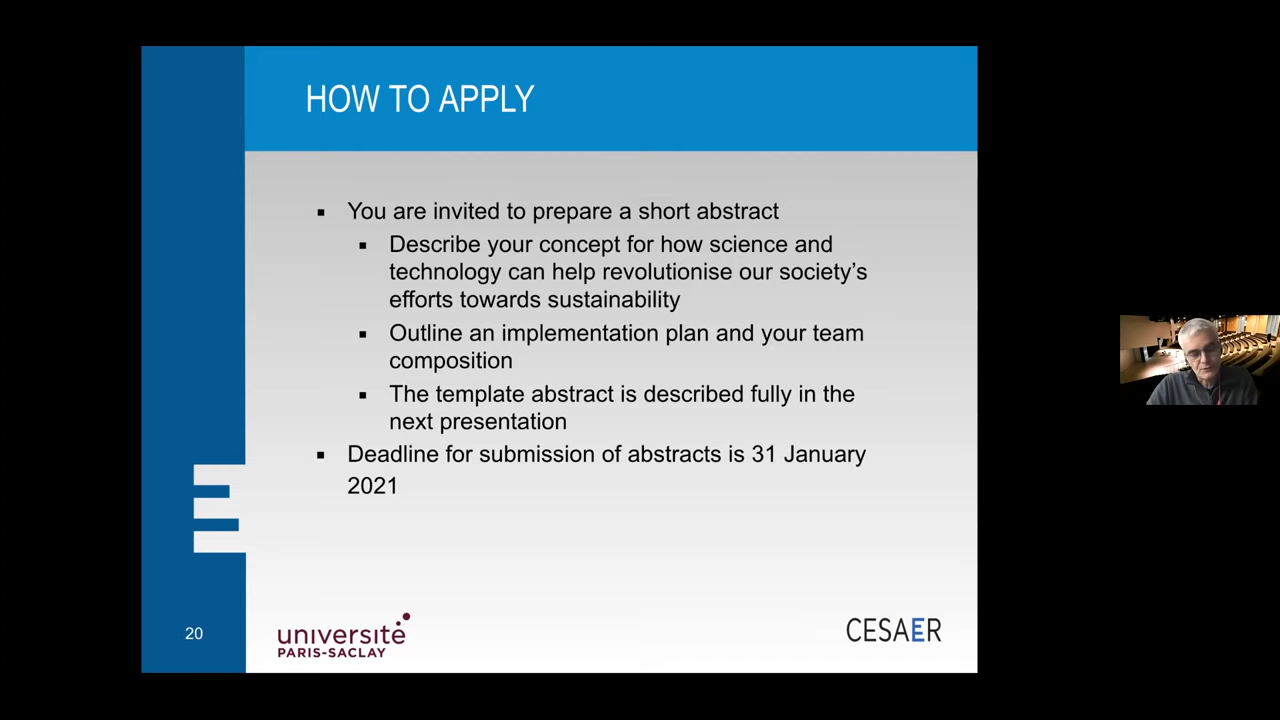 HOW TO APPLY
▪ You are invited to prepare a short abstract
▪ Describe your concept for how science and
technology can help revolutionise our society’s
efforts towards sustainability
▪ Outline an implementation plan and your team
composition
▪ The template abstract is described fully in the
next presentation
▪ Deadline for submission of abstracts is 31 January
2021
20
université
PARIS-SACLAY
CESAER